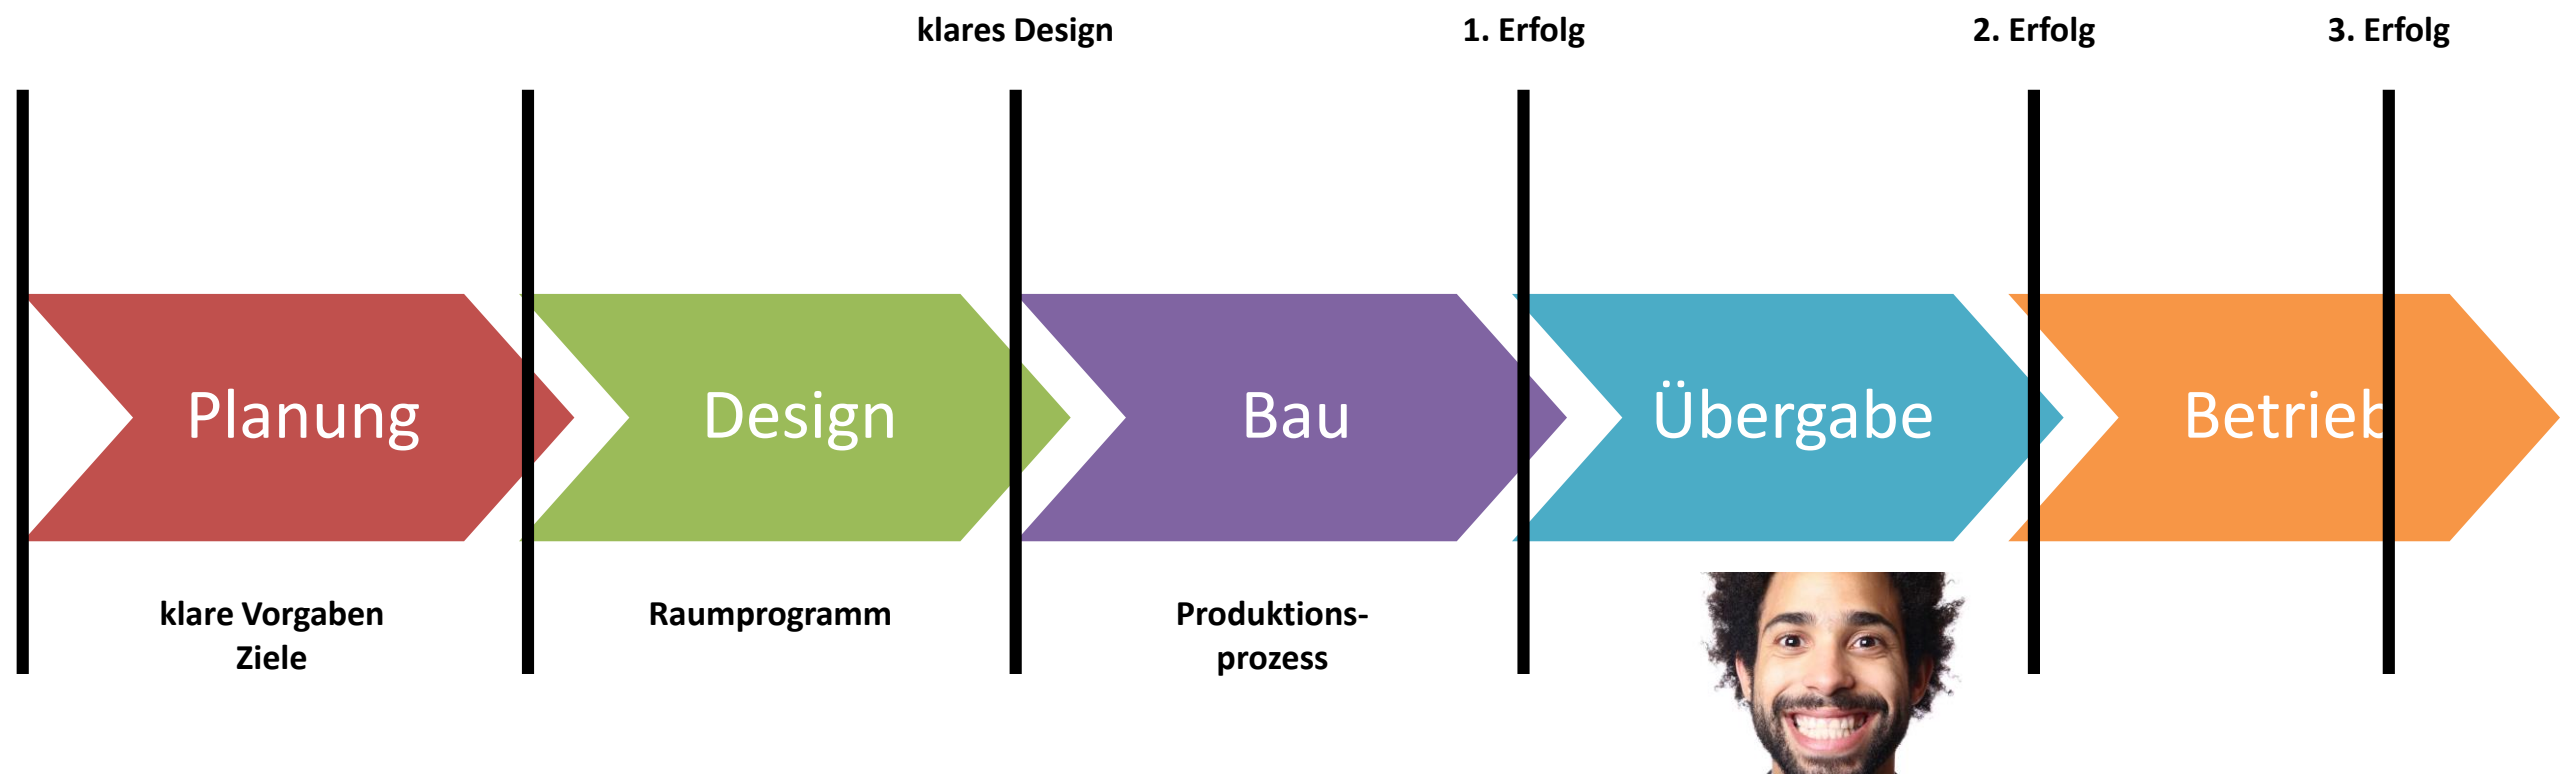 klares Design
1. Erfolg
2. Erfolg
3. Erfolg
Planung
Design
Bau
Übergabe
Betrieb
klare Vorgaben
Ziele
Raumprogramm
Produktions-
prozess